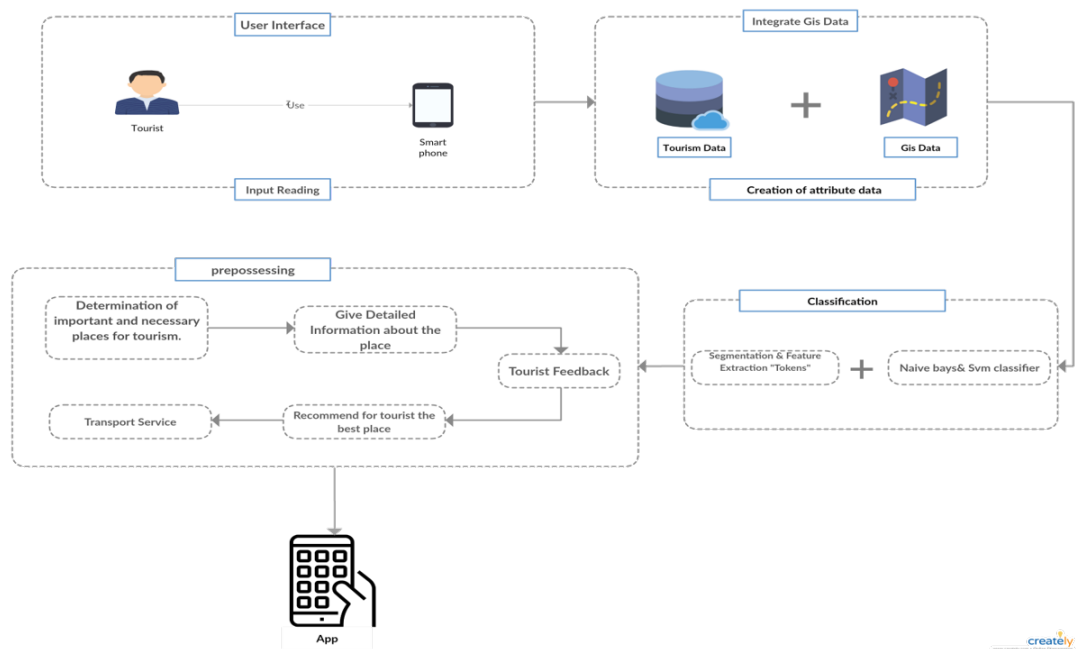 User Interface
Use
Tourist
Smart
phone
Input Reading
Integrate Gis Data
Tourism Data
Gis Data
Creation of attribute data
prepossessing
Determination of
important and necessary
places for tourism.
Give Detailed
Information about the
place
Tourist Feedback
Recommend for tourist the
best place
Transport Service
Classification
Segmentation & Feature
Extraction "Tokens"
Naive bays& Svm classifier
App
creately